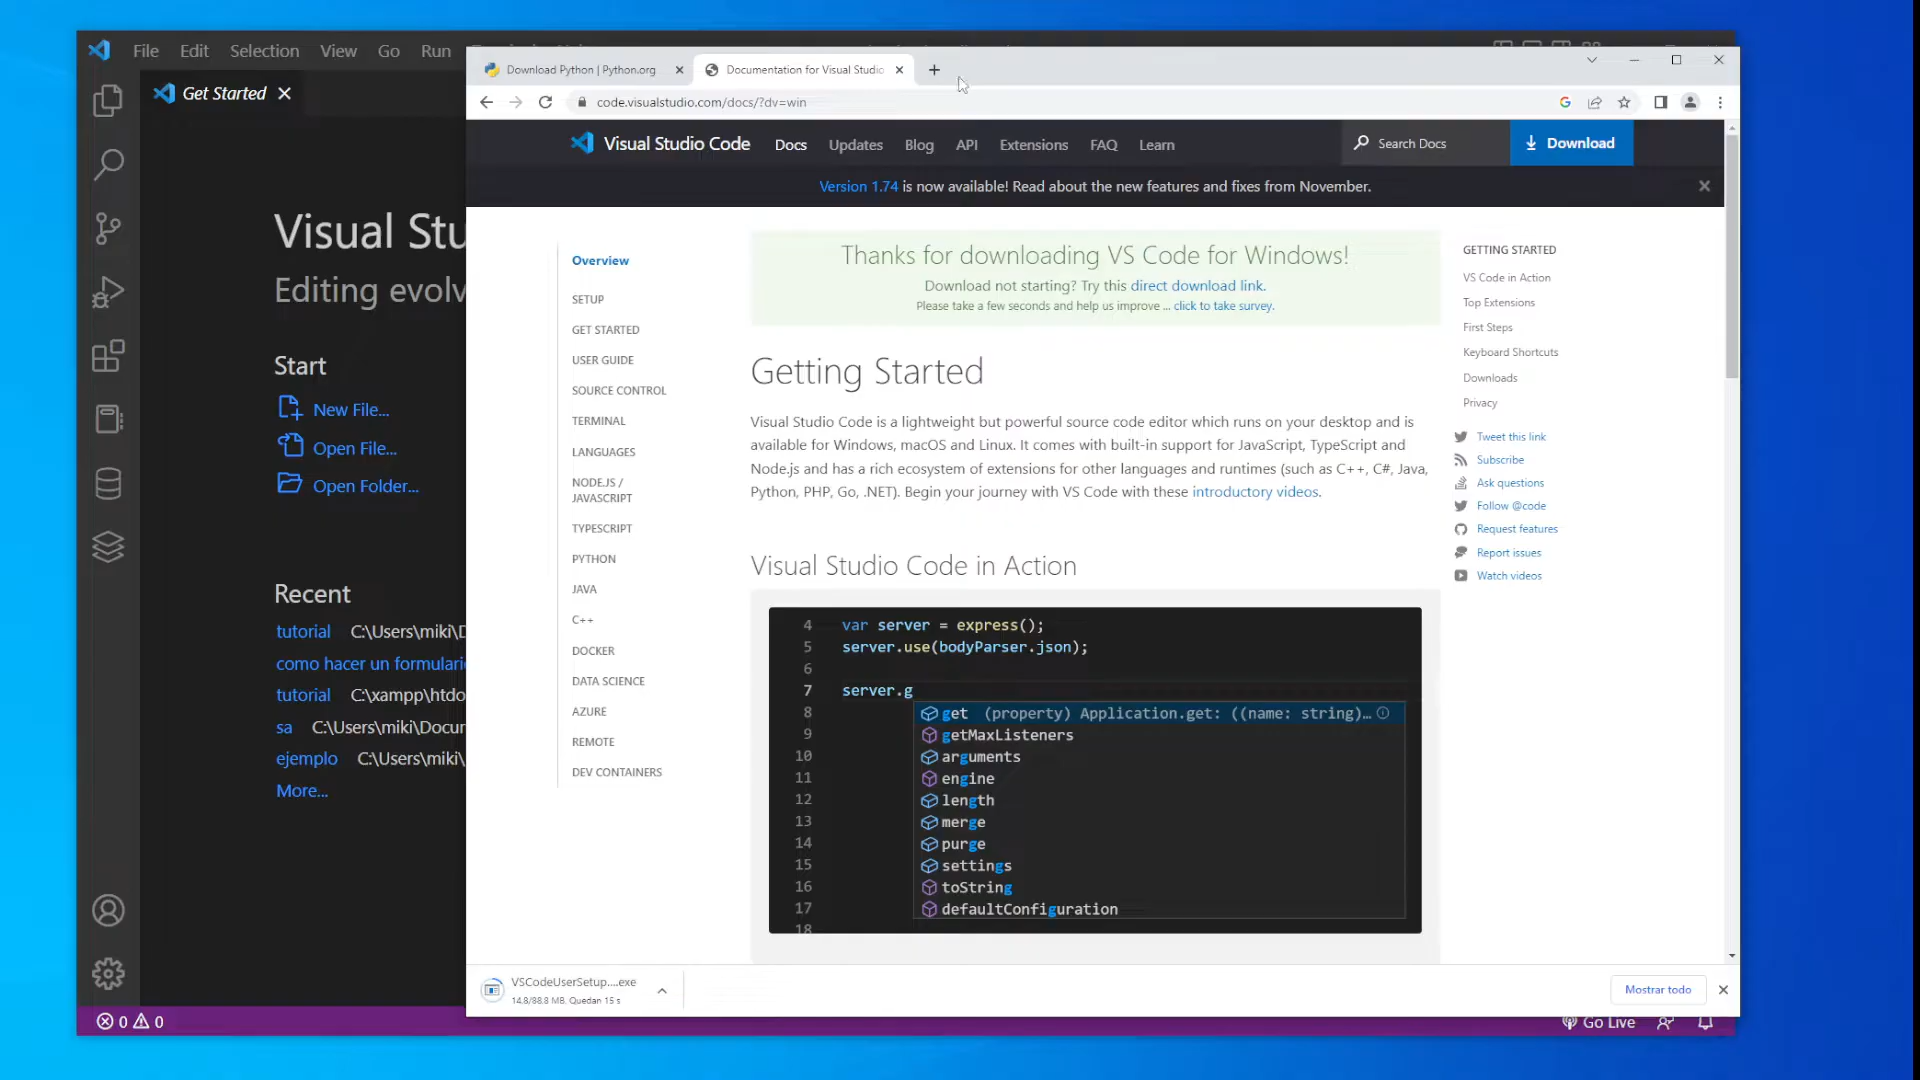 File Edit Selection View Go Run
Get Started
Visual Stu
Editing evolv
Start
New File...
Open File...
Open Folder...
Recent
tutorial C:\Users\miki\D
como hacer un formulario
tutorial C:\xampp\htdo
sa C:\Users\miki\Docur
ejemplo C:\Users\miki\
More...
0 0
Go Live
Download Python | Python.org
Documentation for Visual Studio
code.visualstudio.com/docs/?dv=win
Visual Studio Code Docs Updates Blog API Extensions FAQ Learn
Search Docs
Download
Version 1.74 is now available! Read about the new features and fixes from November.
Overview
SETUP
GET STARTED
USER GUIDE
SOURCE CONTROL
TERMINAL
LANGUAGES
NODE.JS /
JAVASCRIPT
TYPESCRIPT
PYTHON
JAVA
C++
DOCKER
DATA SCIENCE
AZURE
REMOTE
DEV CONTAINERS
Thanks for downloading VS Code for Windows!
Download not starting? Try this direct download link.
Please take a few seconds and help us improve ... click to take survey.
Getting Started
Visual Studio Code is a lightweight but powerful source code editor which runs on your desktop and is
available for Windows, macOS and Linux. It comes with built-in support for JavaScript, TypeScript and
Node.js and has a rich ecosystem of extensions for other languages and runtimes (such as C++, C#, Java,
Python, PHP, Go, .NET). Begin your journey with VS Code with these introductory videos.
Visual Studio Code in Action
4 var server = express();
5 server.use(bodyParser.json);
6
7 server.g
8 get (property) Application.get: ((name: string)…
9 getMaxListeners
10 arguments
11 engine
12 length
13 merge
14 purge
15 settings
16 toString
17 defaultConfiguration
18
GETTING STARTED
VS Code in Action
Top Extensions
First Steps
Keyboard Shortcuts
Downloads
Privacy
Tweet this link
Subscribe
Ask questions
Follow @code
Request features
Report issues
Watch videos
VSCodeUserSetup....exe
14.8/88.8 MB. Quedan 15 s
Mostrar todo